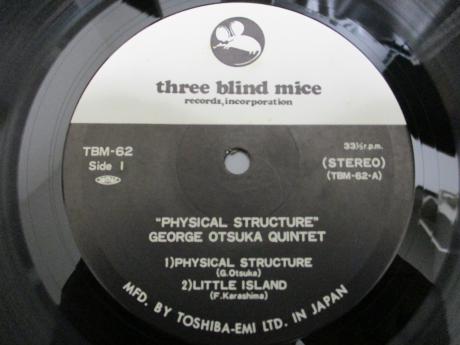 three blind mice
records, incorporation
TBM-62
Side 1
33⅓ r.p.m.
(STEREO)
(TBM-62-A)
"PHYSICAL STRUCTURE"
GEORGE OTSUKA QUINTET
1)PHYSICAL STRUCTURE
(G.Otsuka)
2)LITTLE ISLAND
(F.Karashima)
MFD. BY TOSHIBA-EMI LTD. IN JAPAN